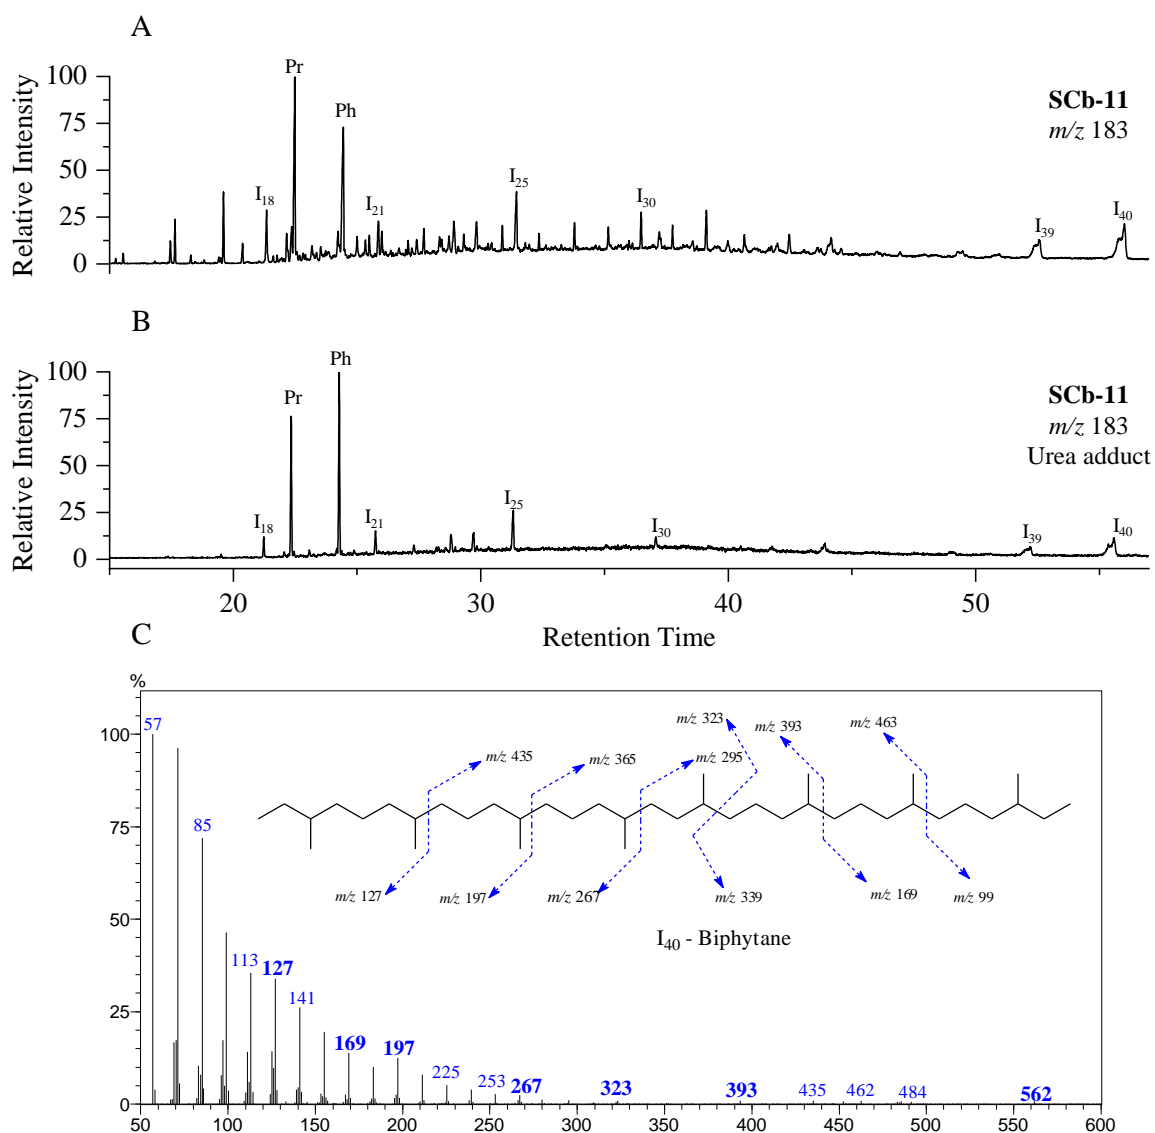 A
Relative Intensity
100
75
50
25
0
Pr
Ph
I18
I21
I25
I30
I39
I40
SCb-11
m/z 183
B
Relative Intensity
100
75
50
25
0
Pr
Ph
I18
I21
I25
I30
I39
I40
SCb-11
m/z 183
Urea adduct
20 30 40 50
Retention Time
C
%
100
75
50
25
0
57
85
113
127
141
169
197
225
253
267
323
393
435
462
484
562
m/z 435
m/z 365
m/z 295
m/z 323
m/z 393
m/z 463
m/z 127
m/z 197
m/z 267
m/z 339
m/z 169
m/z 99
I40 - Biphytane
50 100 150 200 250 300 350 400 450 500 550 600